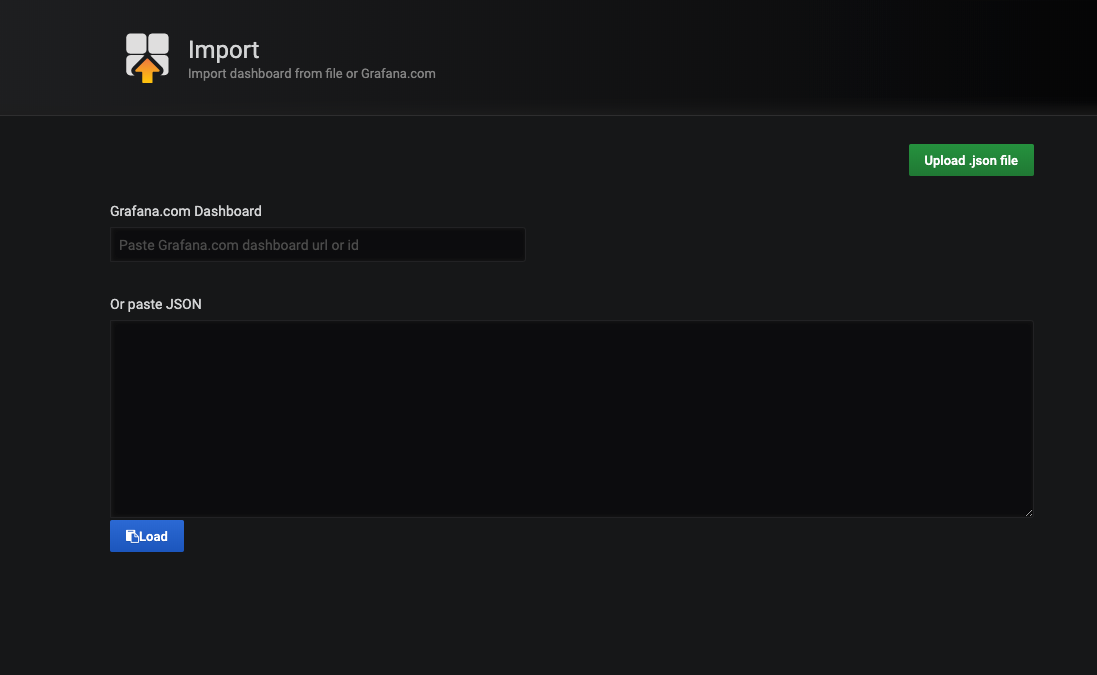 Import
Import dashboard from file or Grafana.com
Upload .json file
Grafana.com Dashboard
Paste Grafana.com dashboard url or id
Or paste JSON
Load